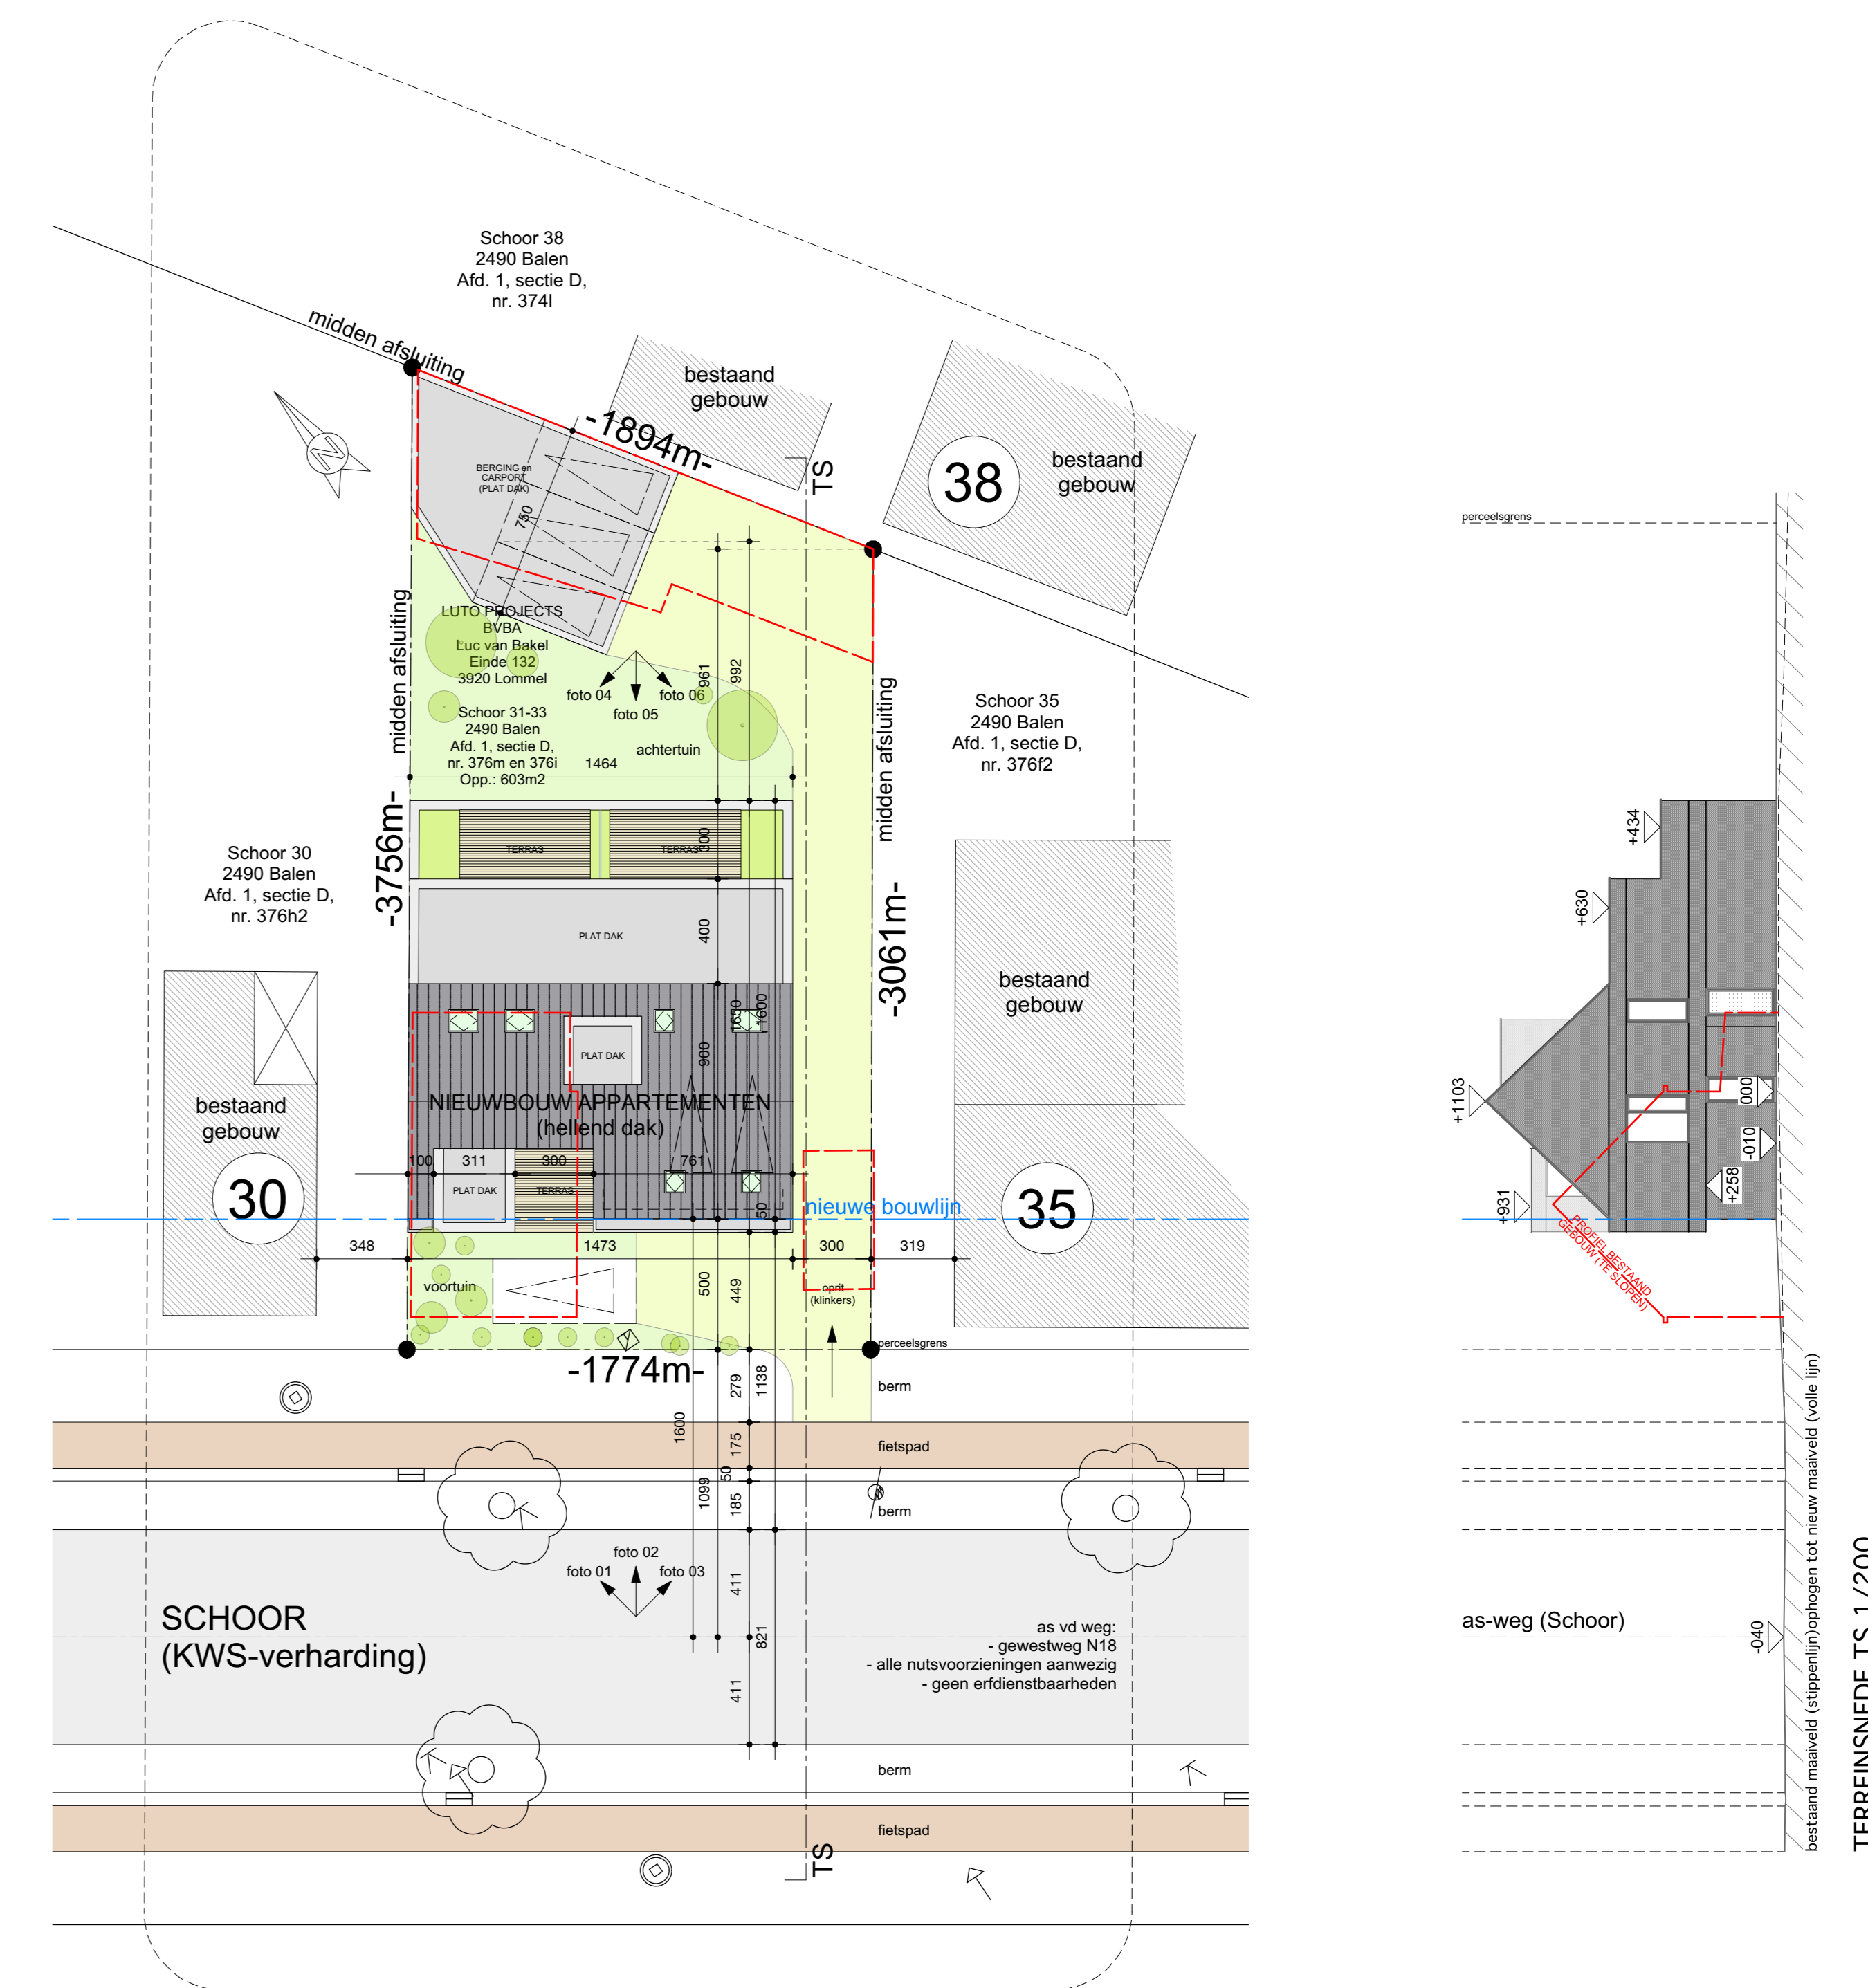 Schoor 38
2490 Balen
Afd. 1, sectie D,
nr. 374l
midden afsluiting
bestaand
gebouw
-1894m-
TS
38
bestaand
gebouw
N
BERGING en
CARPORT
(PLAT DAK)
750
midden afsluiting
LUTO PROJECTS
BVBA
Luc van Bakel
Einde 132
3920 Lommel
Schoor 31-33
2490 Balen
Afd. 1, sectie D,
nr. 376m en 376i
Opp.: 603m2
foto 04
foto 05
foto 06
achtertuin
961
992
midden afsluiting
Schoor 35
2490 Balen
Afd. 1, sectie D,
nr. 376f2
1464
-3756m-
Schoor 30
2490 Balen
Afd. 1, sectie D,
nr. 376h2
TERRAS
TERRAS
300
PLAT DAK
400
-3061m-
bestaand
gebouw
1650
1600
900
PLAT DAK
NIEUWBOUW APPARTEMENTEN
(hellend dak)
bestaand
gebouw
30
100
311
300
761
PLAT DAK
TERRAS
50
nieuwe bouwlijn
35
348
1473
300
319
voortuin
500
449
oprit
(klinkers)
perceelsgrens
-1774m-
279
1138
berm
1600
175
fietspad
1099
50
185
berm
foto 01
foto 02
foto 03
411
SCHOOR
(KWS-verharding)
821
as vd weg:
- gewestweg N18
- alle nutsvoorzieningen aanwezig
- geen erfdienstbaarheden
411
berm
fietspad
TS
perceelsgrens
+434
+630
+1103
+931
000
-010
+258
PROFIEL BESTAAND
GEBOUW (TE SLOPEN)
as-weg (Schoor)
-040
bestaand maaiveld (stippenlijn)ophogen tot nieuw maaiveld (volle lijn)
TERREINSNEDE TS 1/200